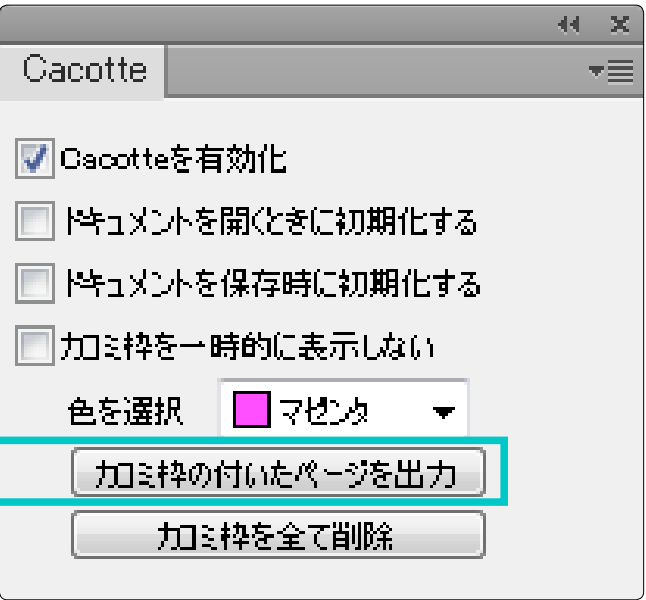 Cacotte
Cacotteを有効化
ドキュメントを開くときに初期化する
ドキュメントを保存時に初期化する
カコミ枠を一時的に表示しない
色を選択 マゼンタ
カコミ枠の付いたページを出力
カコミ枠を全て削除